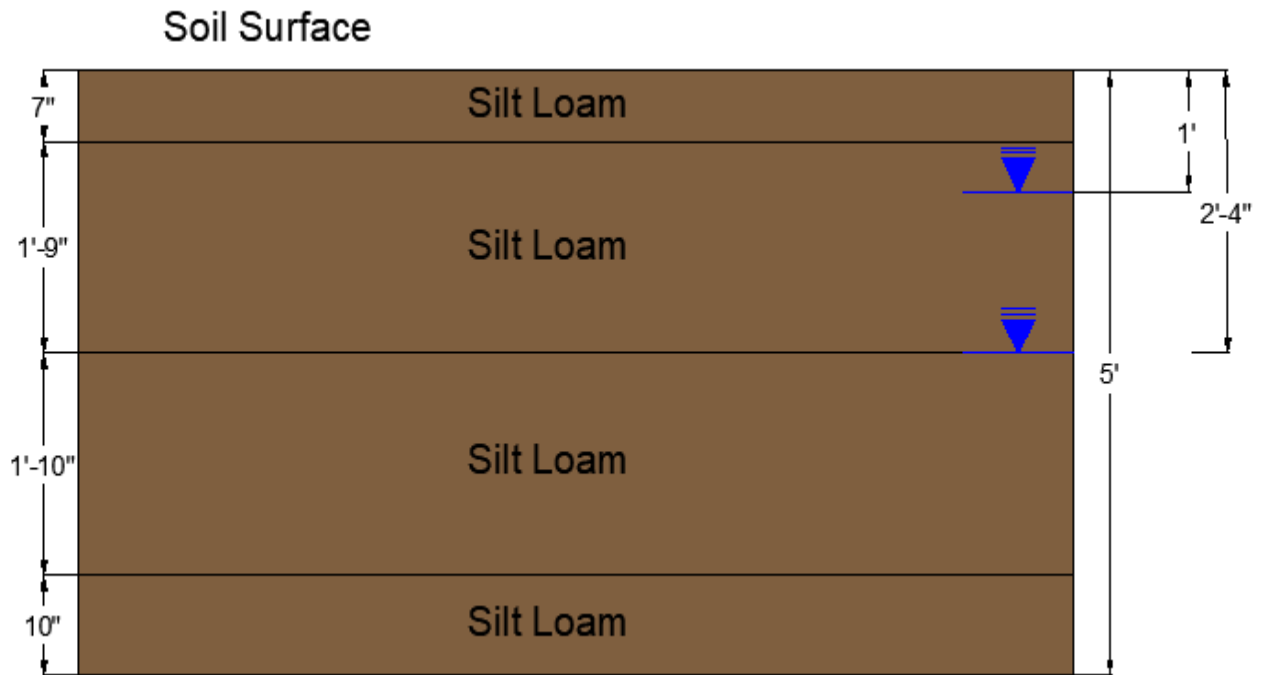 Soil Surface
7"
Silt Loam
1'
1'-9"
Silt Loam
2'-4"
5'
1'-10"
Silt Loam
10"
Silt Loam